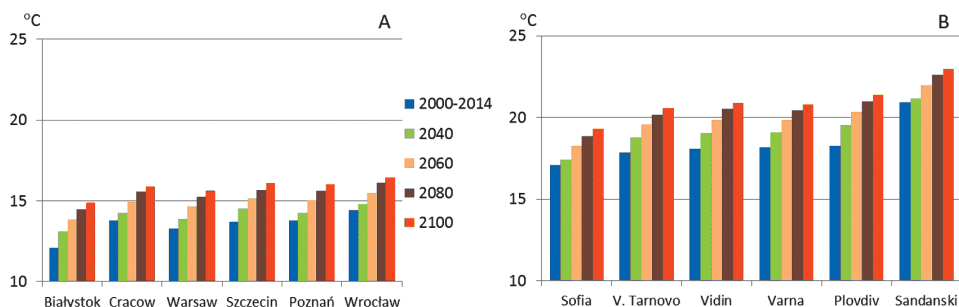 °C
A
25
20
15
10
Białystok Cracow Warsaw Szczecin Poznań Wrocław
2000-2014
2040
2060
2080
2100
°C
B
25
20
15
10
Sofia V. Tarnovo Vidin Varna Plovdiv Sandanski